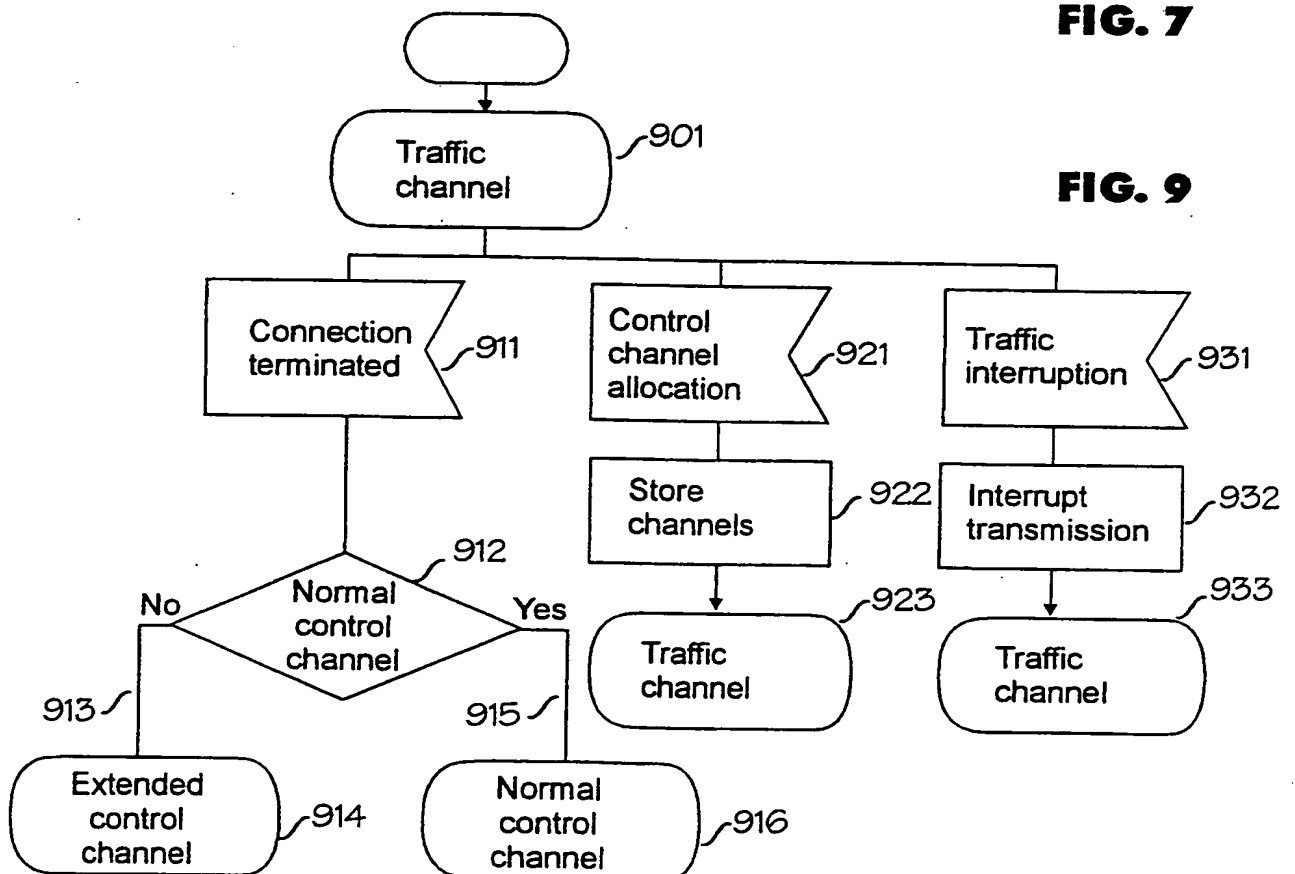 FIG. 7
Traffic
channel
901
FIG. 9
Connection
terminated
911
Control
channel
allocation
921
Traffic
interruption
931
Store
channels
922
Interrupt
transmission
932
912
Normal
control
channel
No
Yes
923
Traffic
channel
933
Traffic
channel
913
915
Extended
control
channel
914
Normal
control
channel
916